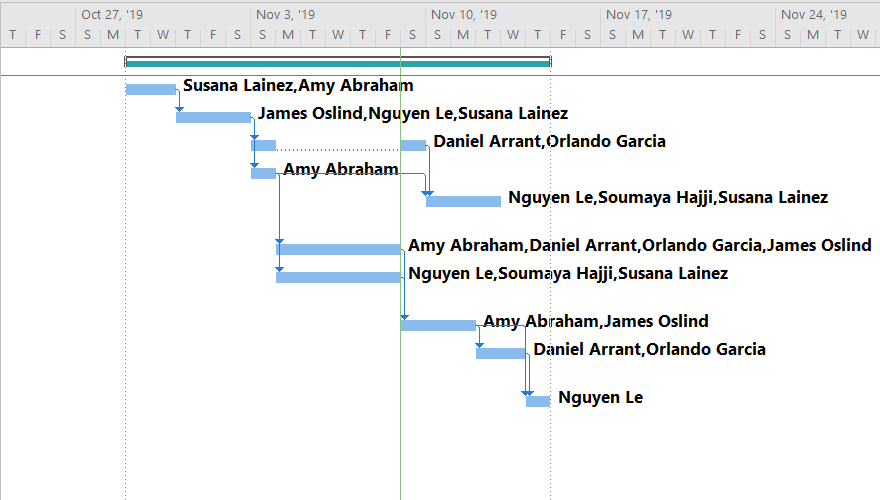 Oct 27, '19 Nov 3, '19 Nov 10, '19 Nov 17, '19 Nov 24, '19
T F S S M T W T F S S M T W T F S S M T W T F S S M T W T F S S M T W
Susana Lainez,Amy Abraham
James Oslind,Nguyen Le,Susana Lainez
Daniel Arrant,Orlando Garcia
Amy Abraham
Nguyen Le,Soumaya Hajji,Susana Lainez
Amy Abraham,Daniel Arrant,Orlando Garcia,James Oslind
Nguyen Le,Soumaya Hajji,Susana Lainez
Amy Abraham,James Oslind
Daniel Arrant,Orlando Garcia
Nguyen Le